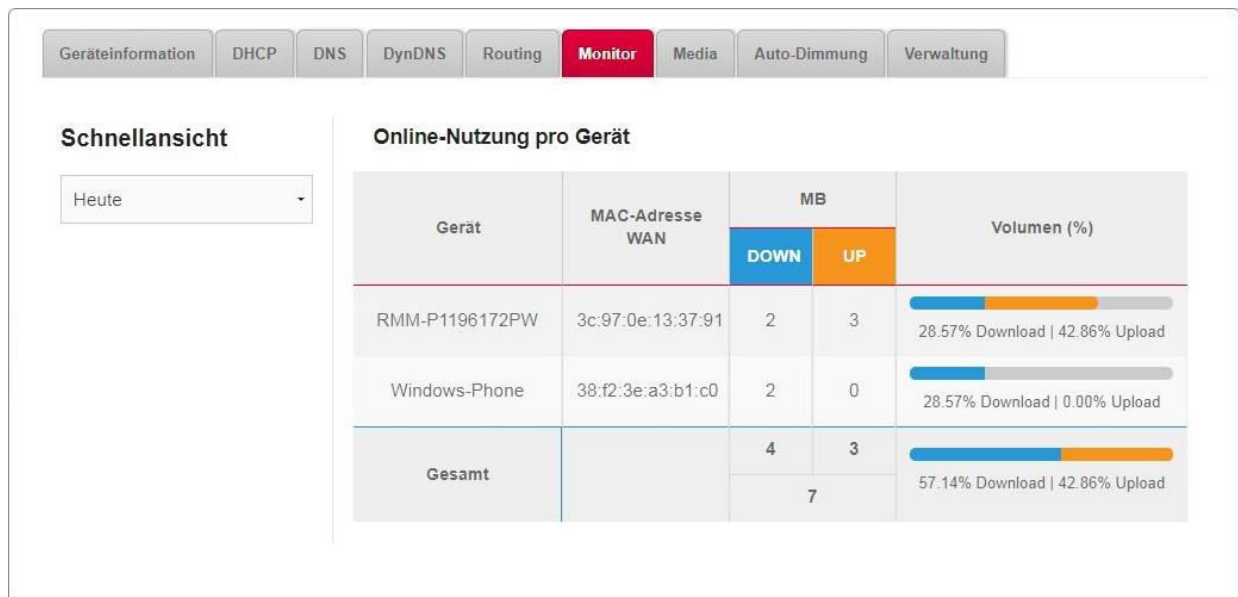 Geräteinformation DHCP DNS DynDNS Routing Monitor Media Auto-Dimmung Verwaltung
Schnellansicht
Heute
Online-Nutzung pro Gerät
Gerät MAC-Adresse WAN MB Volumen (%)
DOWN UP
RMM-P1196172PW 3c:97:0e:13:37:91 2 3
28.57% Download | 42.86% Upload
Windows-Phone 38:f2:3e:a3:b1:c0 2 0
28.57% Download | 0.00% Upload
Gesamt 4 3
7
57.14% Download | 42.86% Upload